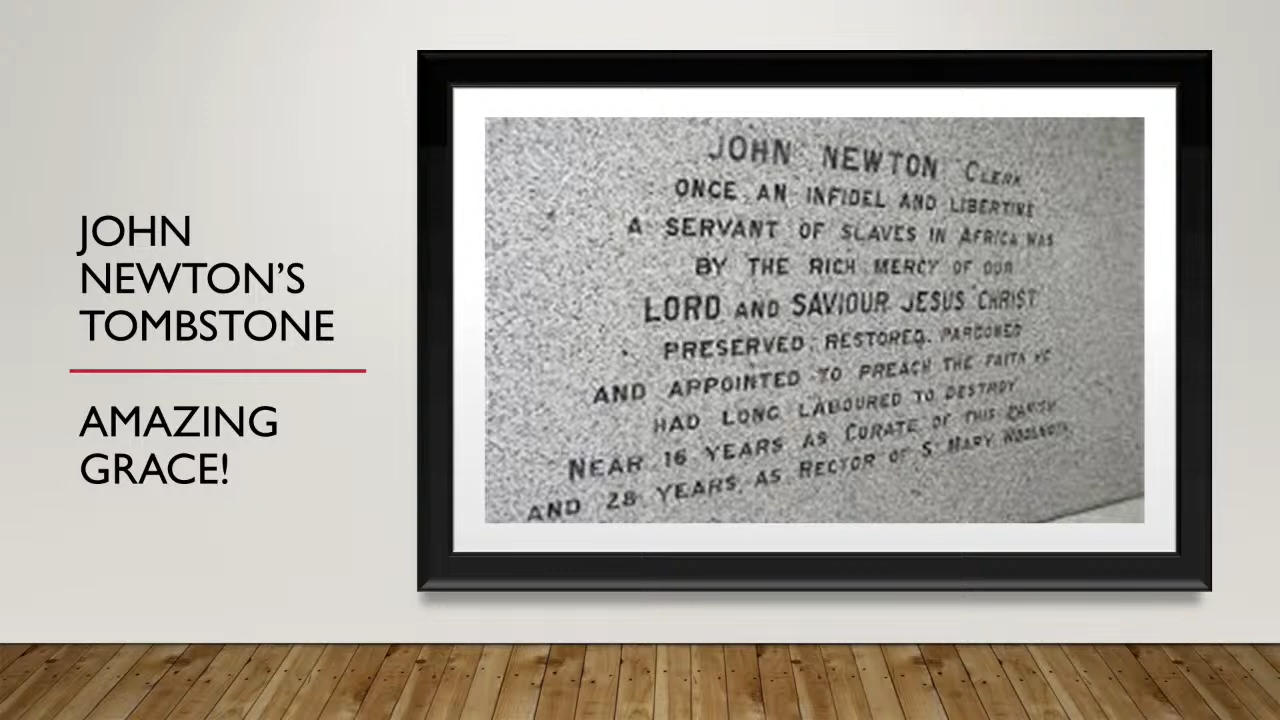 JOHN
NEWTON'S
TOMBSTONE
AMAZING
GRACE!
JOHN NEWTON CLERK
ONCE AN INFIDEL AND LIBERTINE
A SERVANT OF SLAVES IN AFRICA WAS
BY THE RICH MERCY OF OUR
LORD AND SAVIOUR JESUS CHRIST
PRESERVED, RESTORED, PARDONED
AND APPOINTED TO PREACH THE FAITH HE
HAD LONG LABOURED TO DESTROY
NEAR 16 YEARS AS CURATE OF THIS PARISH
AND 28 YEARS AS RECTOR OF ST MARY WOOLNOTH